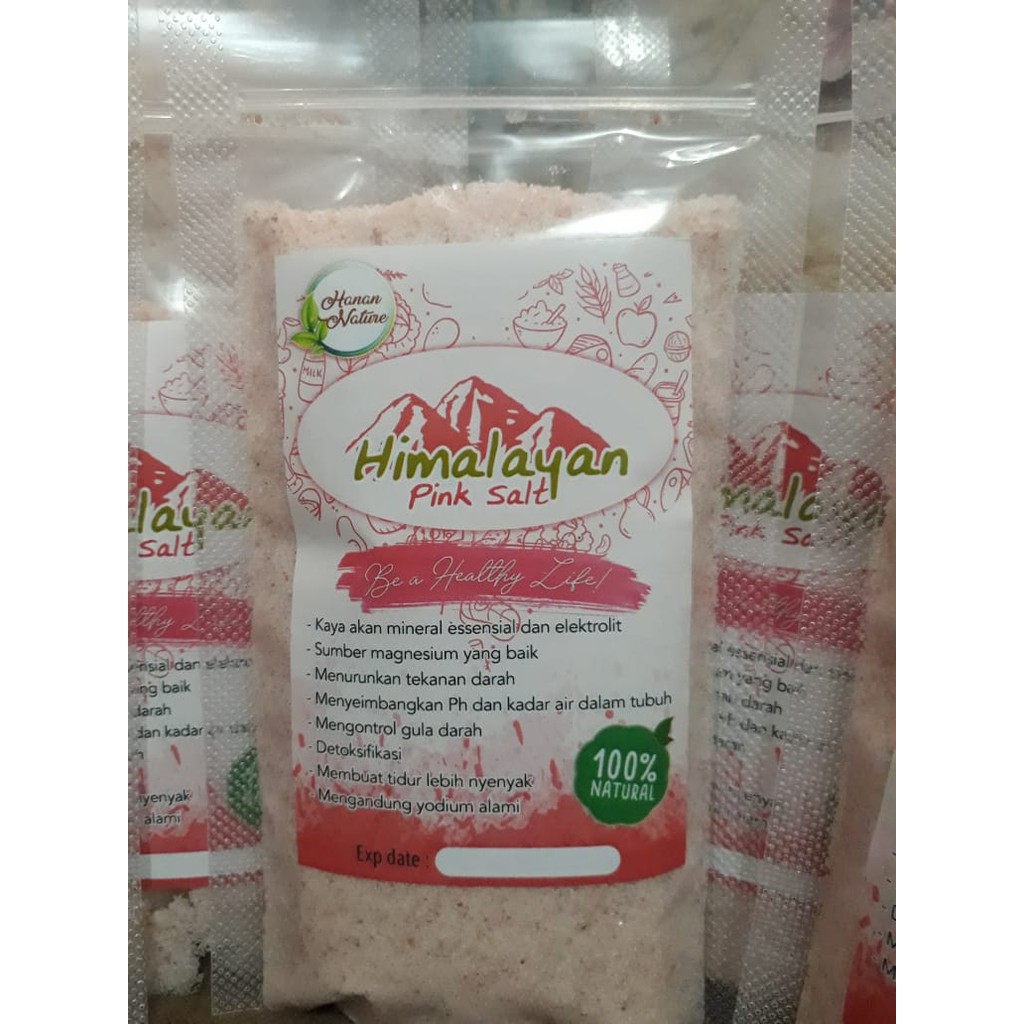 Hanan
Nature
MILK
Himalayan
Pink Salt
Be a Healthy Life!
- Kaya akan mineral essensial dan elektrolit
- Sumber magnesium yang baik
- Menurunkan tekanan darah
- Menyeimbangkan Ph dan kadar air dalam tubuh
- Mengontrol gula darah
- Detoksifikasi
- Membuat tidur lebih nyenyak
- Mengandung yodium alami
100%
NATURAL
Exp date :